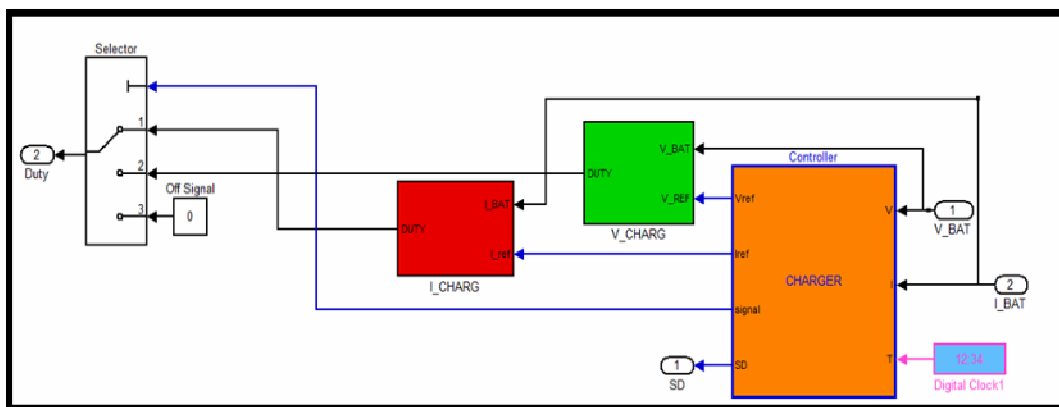 Selector
1
2
3
2
Duty
Off Signal
0
I_BAT
DUTY
I_ref
I_CHARG
V_BAT
DUTY
V_REF
V_CHARG
Controller
Vref
V
Iref
CHARGER
I
signal
SD
T
1
V_BAT
2
I_BAT
1
SD
12:34
Digital Clock1